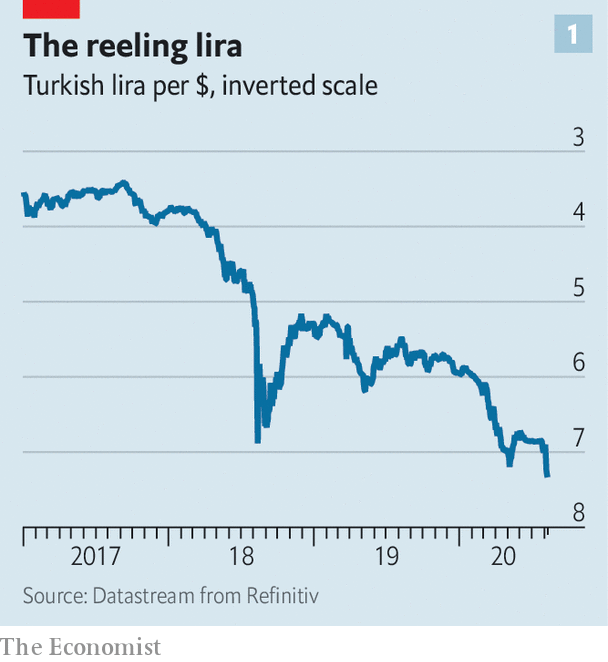 The reeling lira
1
Turkish lira per $, inverted scale
3
4
5
6
7
8
2017 18 19 20
Source: Datastream from Refinitiv
The Economist